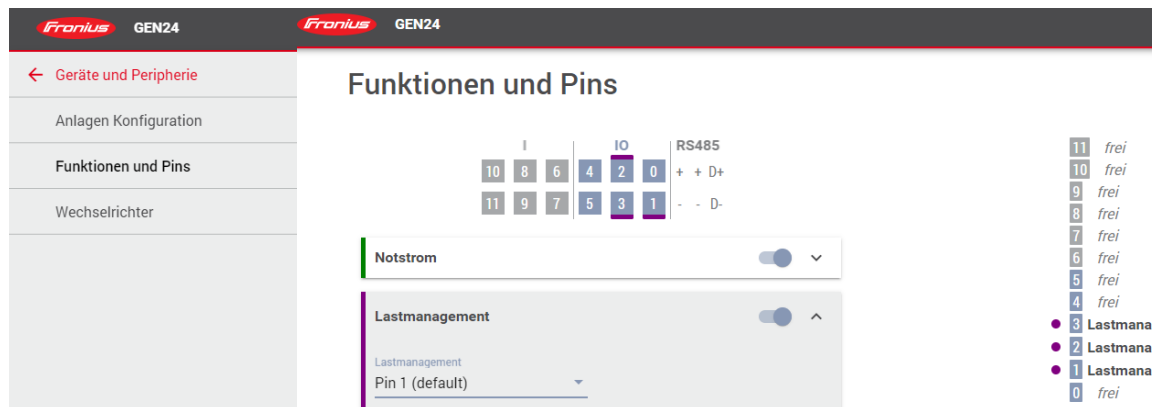 Fronius GEN24
Fronius GEN24
Geräte und Peripherie
Anlagen Konfiguration
Funktionen und Pins
Wechselrichter
Funktionen und Pins
I IO RS485
10 8 6 4 2 0 + + D+
11 9 7 5 3 1 - - D-
Notstrom
Lastmanagement
Lastmanagement
Pin 1 (default)
11 frei
10 frei
9 frei
8 frei
7 frei
6 frei
5 frei
4 frei
3 Lastmana
2 Lastmana
1 Lastmana
0 frei